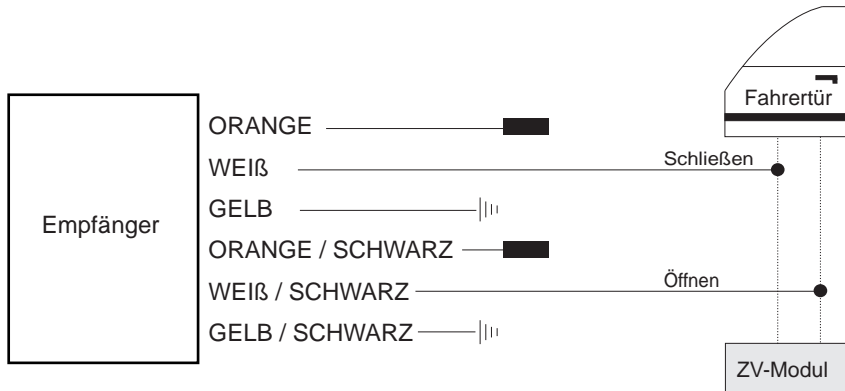 Fahrertür
ORANGE
Schließen
WEIß
GELB
Empfänger
ORANGE / SCHWARZ
Öffnen
WEIß / SCHWARZ
GELB / SCHWARZ
ZV-Modul